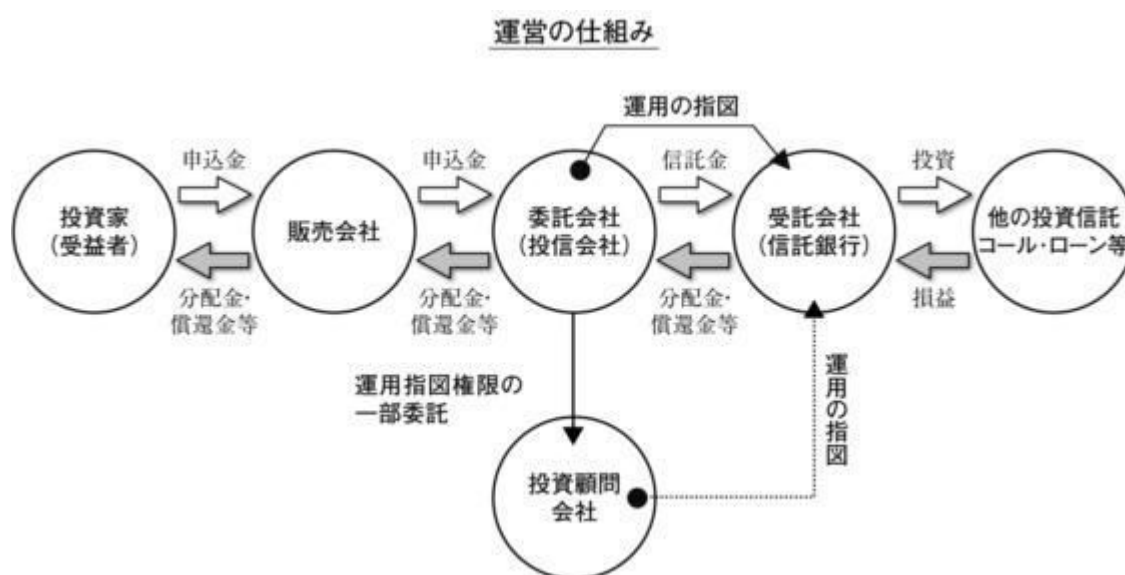 運営の仕組み
運用の指図
申込金
申込金
信託金
投資
投資家
（受益者）
販売会社
委託会社
（投信会社）
受託会社
（信託銀行）
他の投資信託
コール・ローン等
分配金・
償還金等
分配金・
償還金等
分配金・
償還金等
損益
運用指図権限の
一部委託
運用の指図
投資顧問
会社